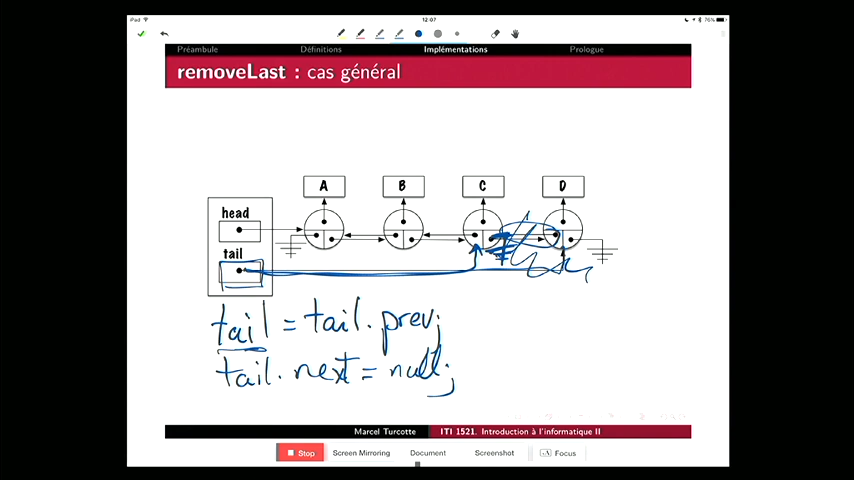 iPad 12:07 76%
Préambule Définitions Implémentations Prologue
removeLast : cas général
A B C D
head
tail
tail = tail.prev;
tail.next = null;
Marcel Turcotte ITI 1521. Introduction à l'informatique II
Stop Screen Mirroring Document Screenshot Focus